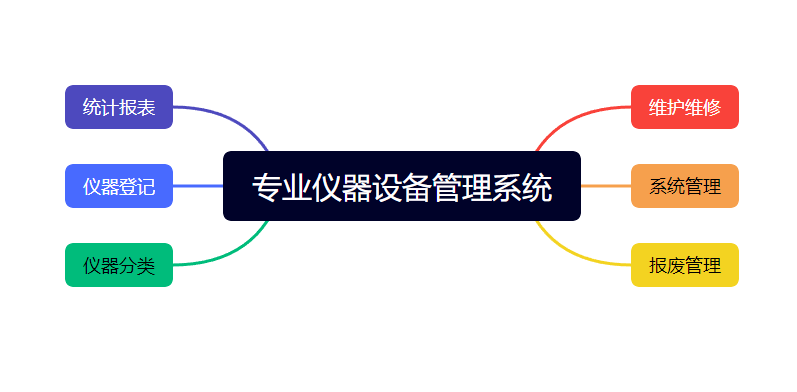 统计报表
仪器登记
仪器分类
专业仪器设备管理系统
维护维修
系统管理
报废管理